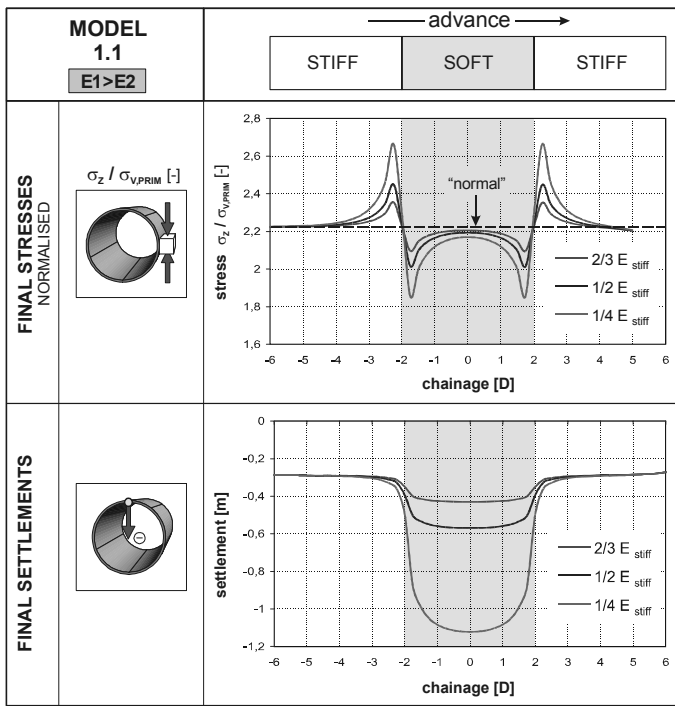 MODEL
1.1
E1>E2
advance
STIFF SOFT STIFF
FINAL STRESSES
NORMALISED
σz / σV,PRIM [-]
stress σz / σV,PRIM [-]
2,8
2,6
2,4
2,2
2
1,8
1,6
"normal"
2/3 E stiff
1/2 E stiff
1/4 E stiff
-6 -5 -4 -3 -2 -1 0 1 2 3 4 5 6
chainage [D]
FINAL SETTLEMENTS
settlement [m]
0
-0,2
-0,4
-0,6
-0,8
-1
-1,2
2/3 E stiff
1/2 E stiff
1/4 E stiff
-6 -5 -4 -3 -2 -1 0 1 2 3 4 5 6
chainage [D]